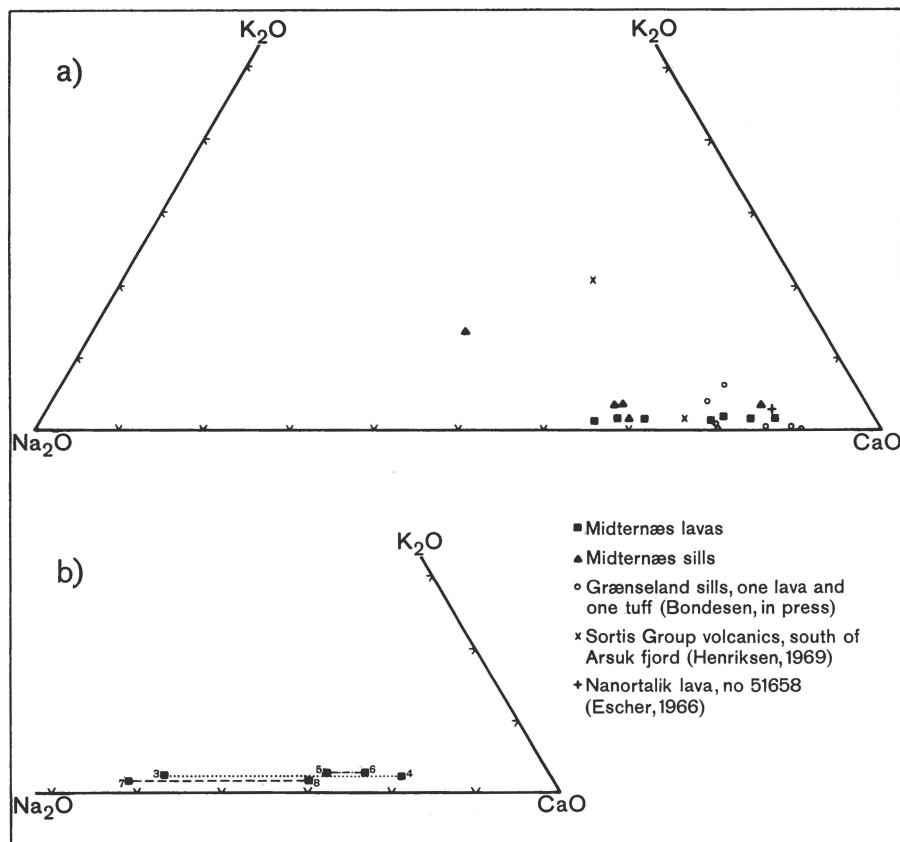 a)
K₂O
K₂O
Na₂O
CaO
b)
K₂O
Midternæs lavas
Midternæs sills
Grænseland sills, one lava and
one tuff (Bondesen, in press)
Sortis Group volcanics, south of
Arsuk fjord (Henriksen, 1969)
Nanortalik lava, no 51658
(Escher, 1966)
7
3
5
6
4
8
Na₂O
CaO